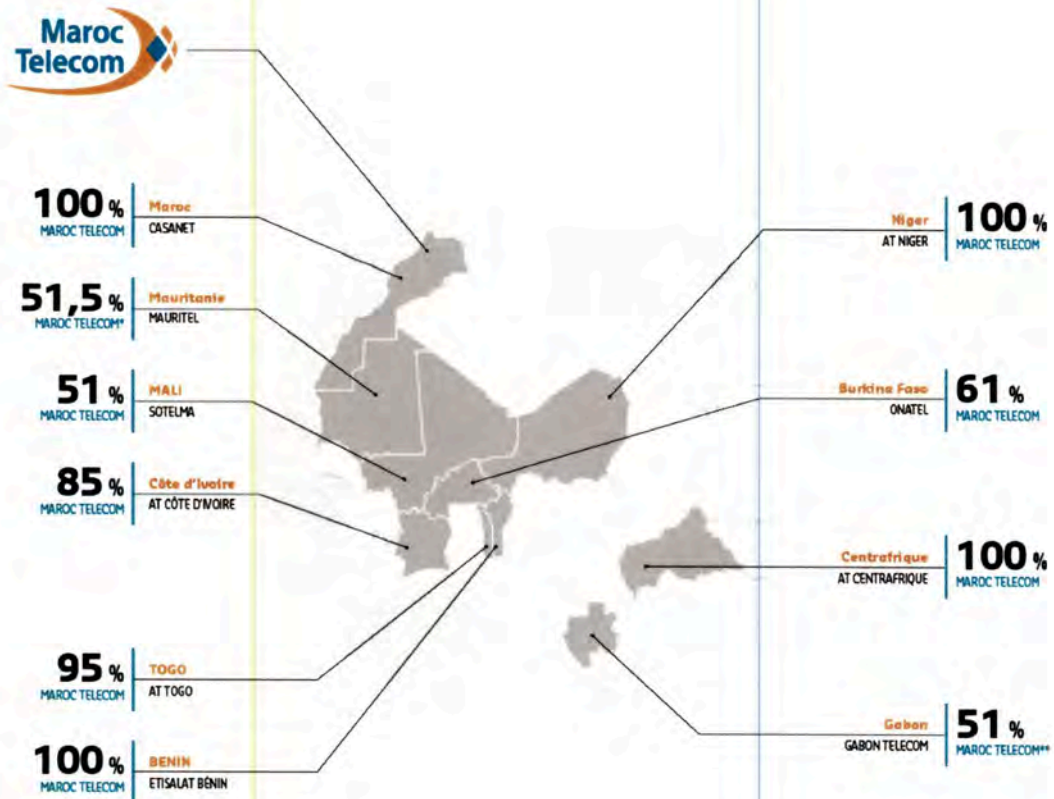 Maroc
Telecom
100 %
MAROC TELECOM
Maroc
CASANET
51,5 %
MAROC TELECOM*
Mauritanie
MAURITEL
51 %
MAROC TELECOM
MALI
SOTELMA
85 %
MAROC TELECOM
Côte d'Ivoire
AT CÔTE D'IVOIRE
95 %
MAROC TELECOM
TOGO
AT TOGO
100 %
MAROC TELECOM
BENIN
ETISALAT BÉNIN
Niger
AT NIGER
100 %
MAROC TELECOM
Burkina Faso
ONATEL
61 %
MAROC TELECOM
Centrafrique
AT CENTRAFRIQUE
100 %
MAROC TELECOM
Gabon
GABON TELECOM
51 %
MAROC TELECOM**